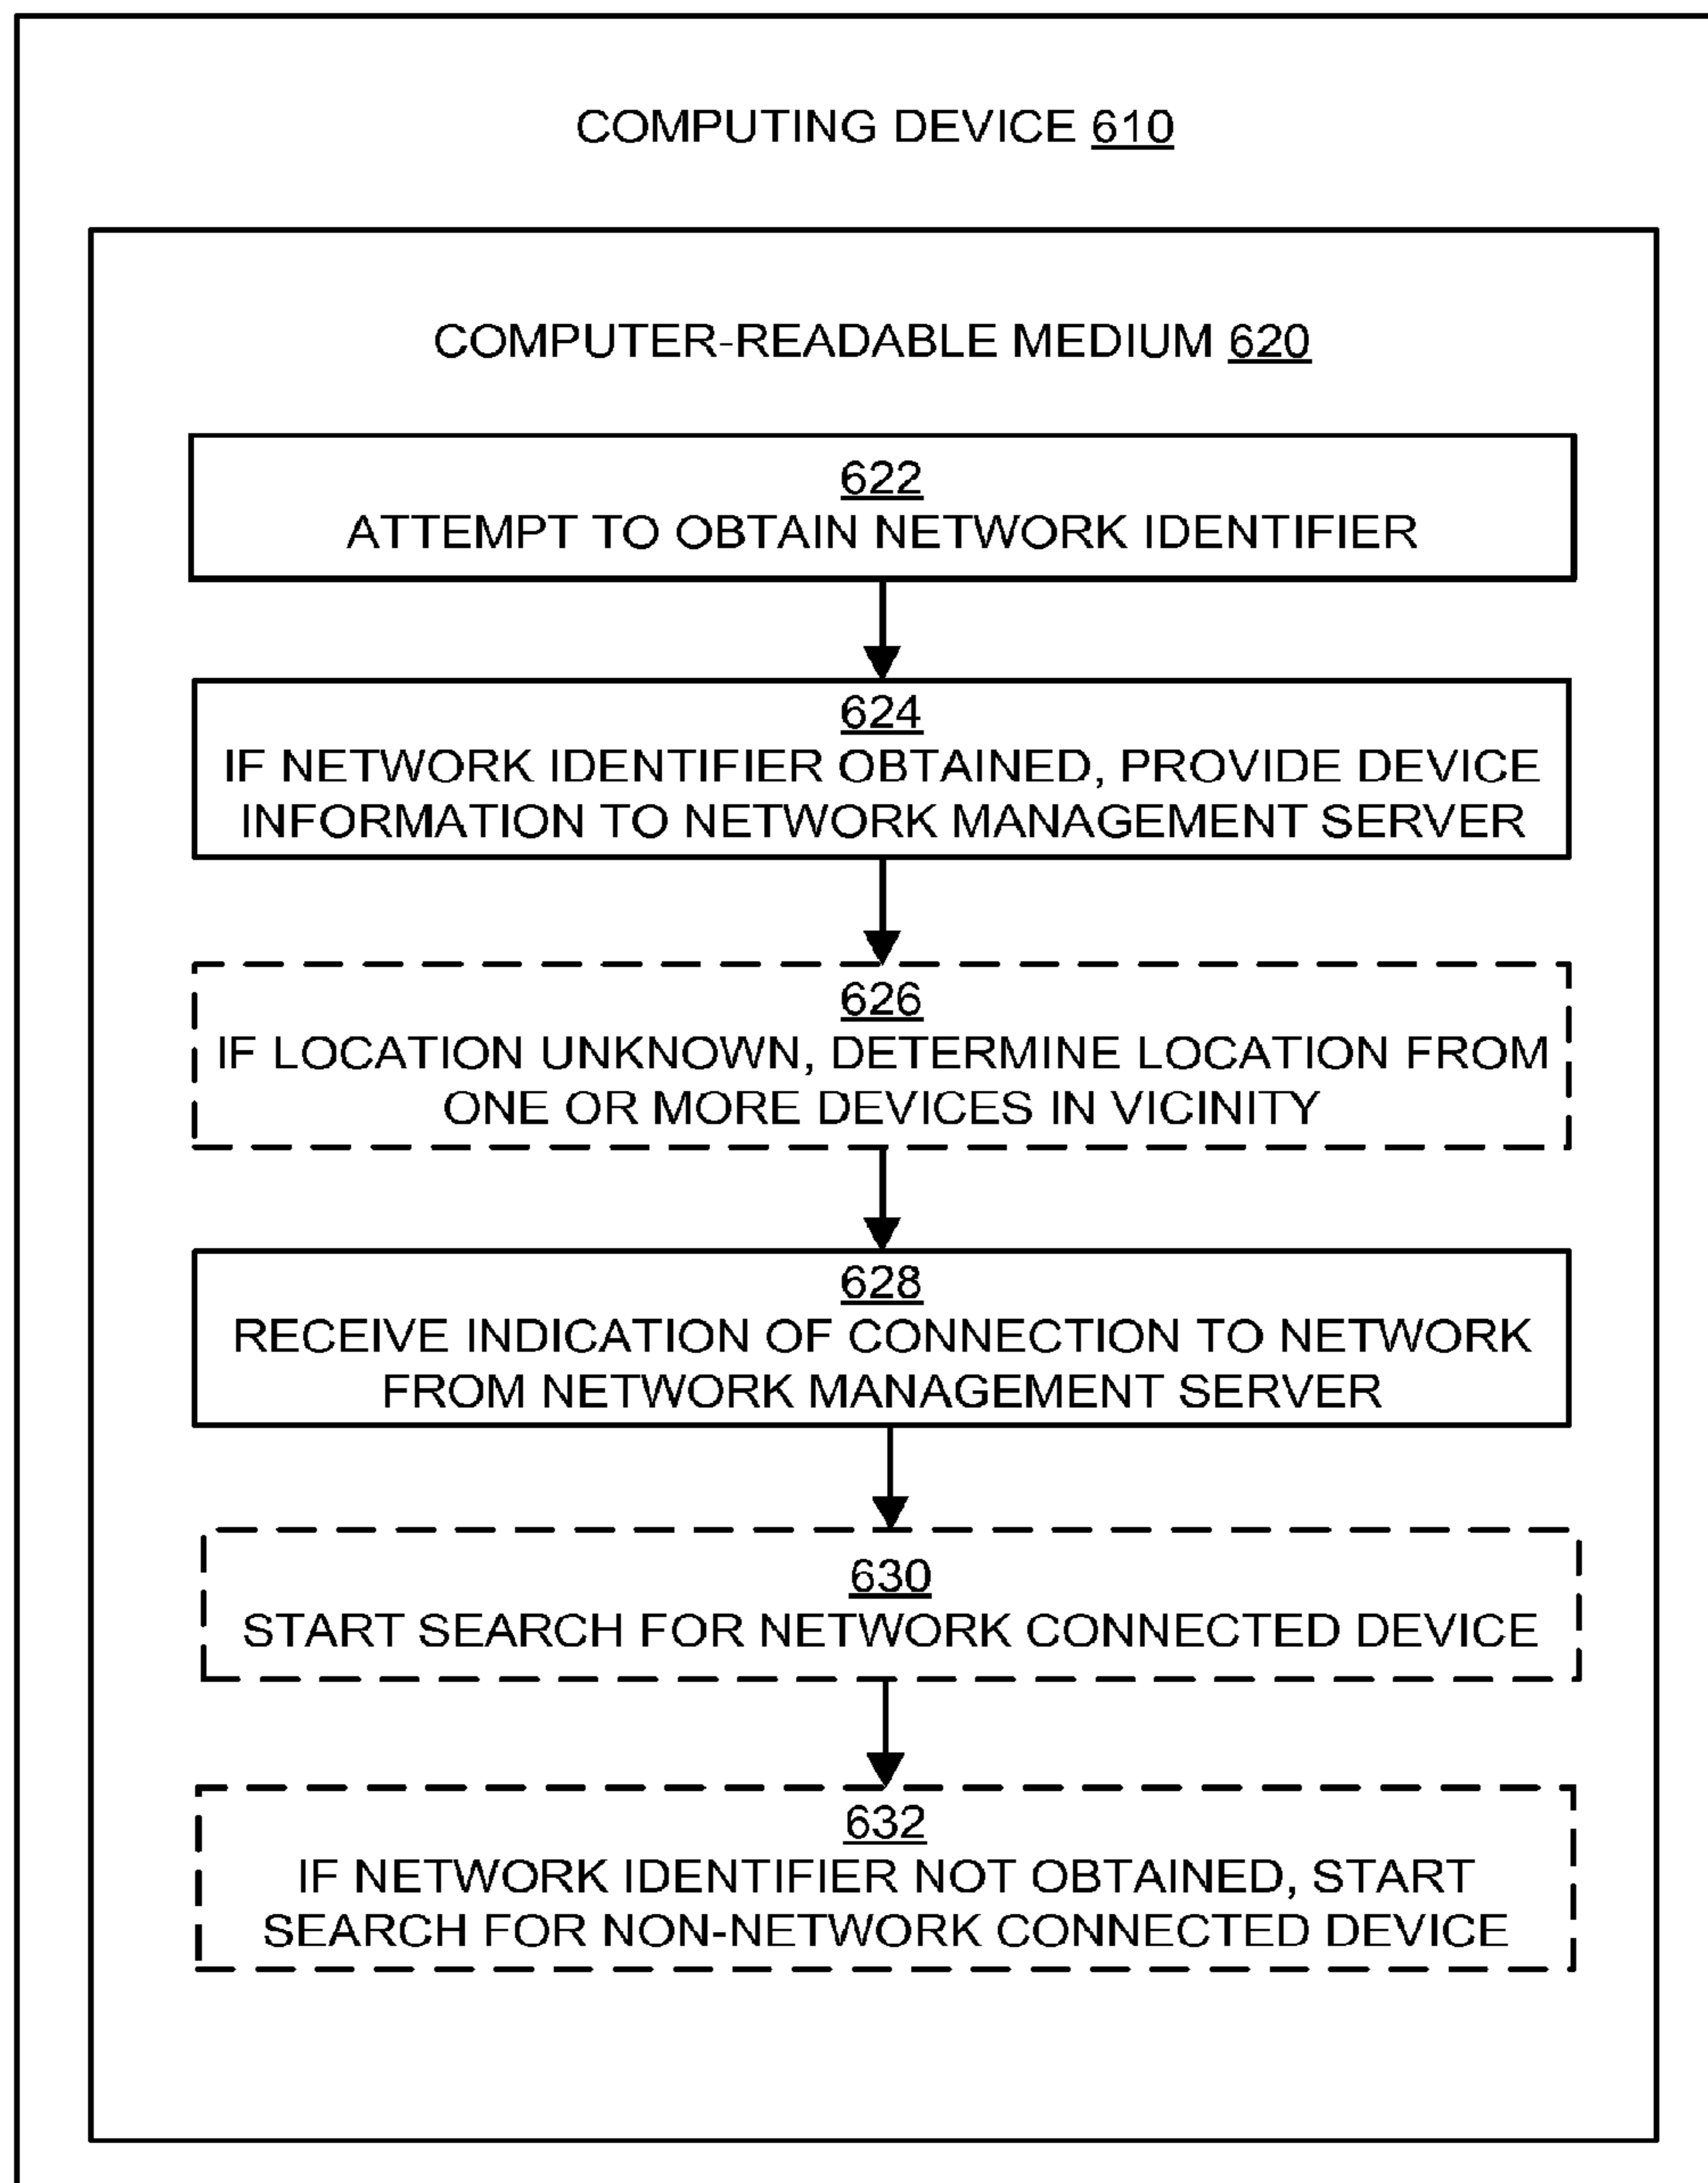 COMPUTING DEVICE 610
COMPUTER-READABLE MEDIUM 620
622
ATTEMPT TO OBTAIN NETWORK IDENTIFIER
624
IF NETWORK IDENTIFIER OBTAINED, PROVIDE DEVICE
INFORMATION TO NETWORK MANAGEMENT SERVER
626
IF LOCATION UNKNOWN, DETERMINE LOCATION FROM
ONE OR MORE DEVICES IN VICINITY
628
RECEIVE INDICATION OF CONNECTION TO NETWORK
FROM NETWORK MANAGEMENT SERVER
630
START SEARCH FOR NETWORK CONNECTED DEVICE
632
IF NETWORK IDENTIFIER NOT OBTAINED, START
SEARCH FOR NON-NETWORK CONNECTED DEVICE